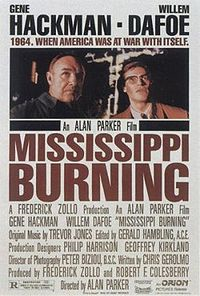 GENE
HACKMAN · WILLEM
DAFOE
1964. WHEN AMERICA WAS AT WAR WITH ITSELF.
An ALAN PARKER Film
MISSISSIPPI
BURNING
A FREDERICK ZOLLO Production An ALAN PARKER Film
GENE HACKMAN WILLEM DAFOE "MISSISSIPPI BURNING"
Original Music by TREVOR JONES Edited by GERALD HAMBLING, A.C.E.
Production Designers PHILIP HARRISON, GEOFFREY KIRKLAND
Director of Photography PETER BIZIOU, B.S.C. Written by CHRIS GEROLMO
Produced by FREDERICK ZOLLO and ROBERT F. COLESBERRY
Directed by ALAN PARKER
R
ORION
PICTURES